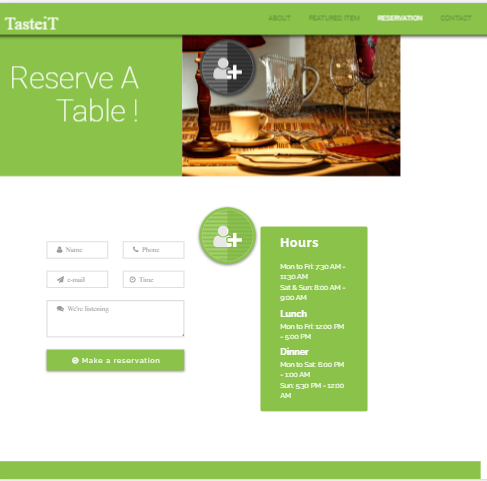 TasteiT
ABOUT FEATURED ITEM RESERVATION CONTACT
Reserve A
Table !
Name
Phone
e-mail
Time
We're listening
Make a reservation
Hours
Mon to Fri: 7:30 AM -
11:30 AM
Sat & Sun: 8:00 AM -
9:00 AM
Lunch
Mon to Fri: 12:00 PM
- 5:00 PM
Dinner
Mon to Sat: 6:00 PM
- 1:00 AM
Sun: 5:30 PM - 12:00
AM